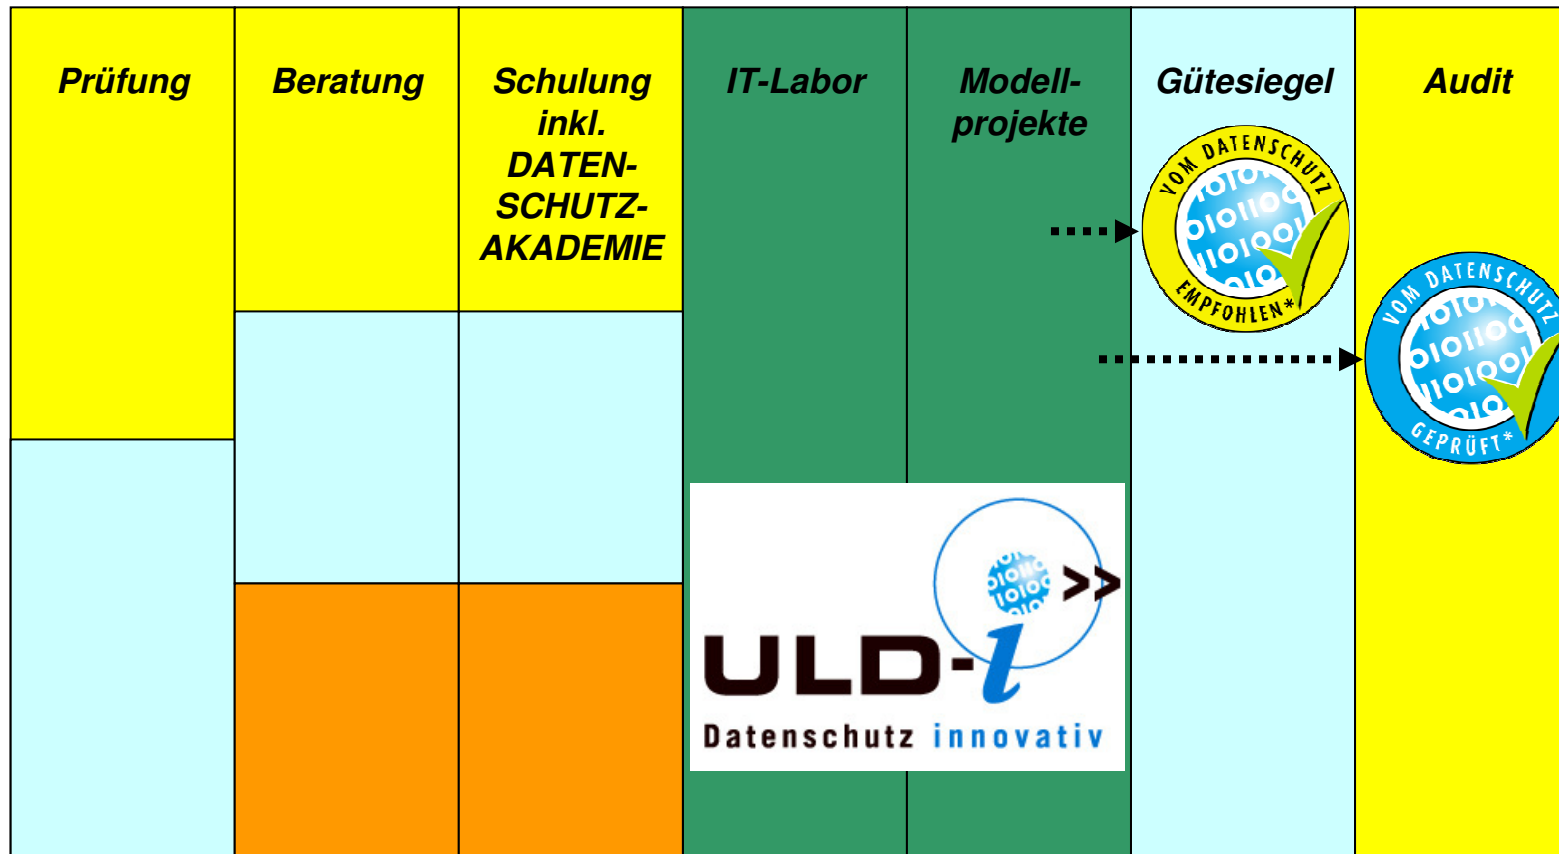 Prüfung
Beratung
Schulung
inkl.
DATEN-
SCHUTZ-
AKADEMIE
IT-Labor
Modell-
projekte
Gütesiegel
Audit
VOM DATENSCHUTZ
EMPFOHLEN*
VOM DATENSCHUTZ
GEPRÜFT*
>>
ULD-i
Datenschutz innovativ